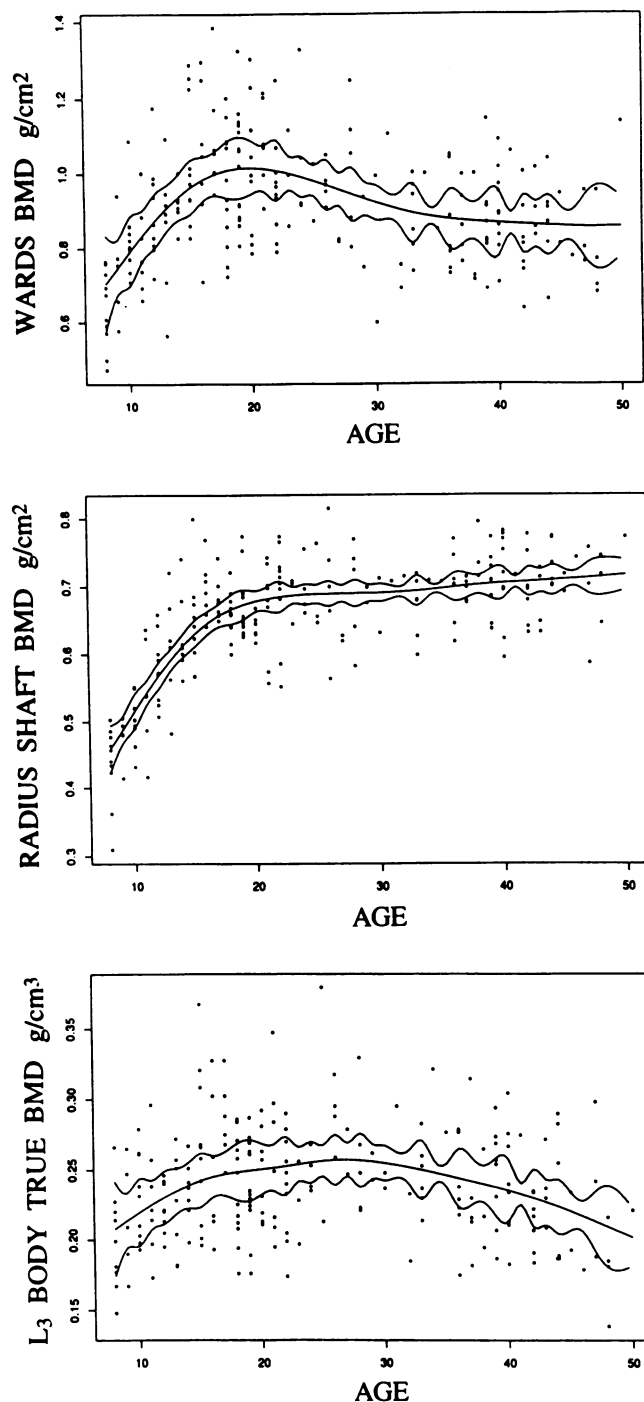 WARDS BMD g/cm²
1.4
1.2
1.0
0.8
0.6
10 20 30 40 50
AGE
RADIUS SHAFT BMD g/cm²
0.8
0.7
0.6
0.5
0.4
0.3
10 20 30 40 50
AGE
L₃ BODY TRUE BMD g/cm³
0.35
0.30
0.25
0.20
0.15
10 20 30 40 50
AGE